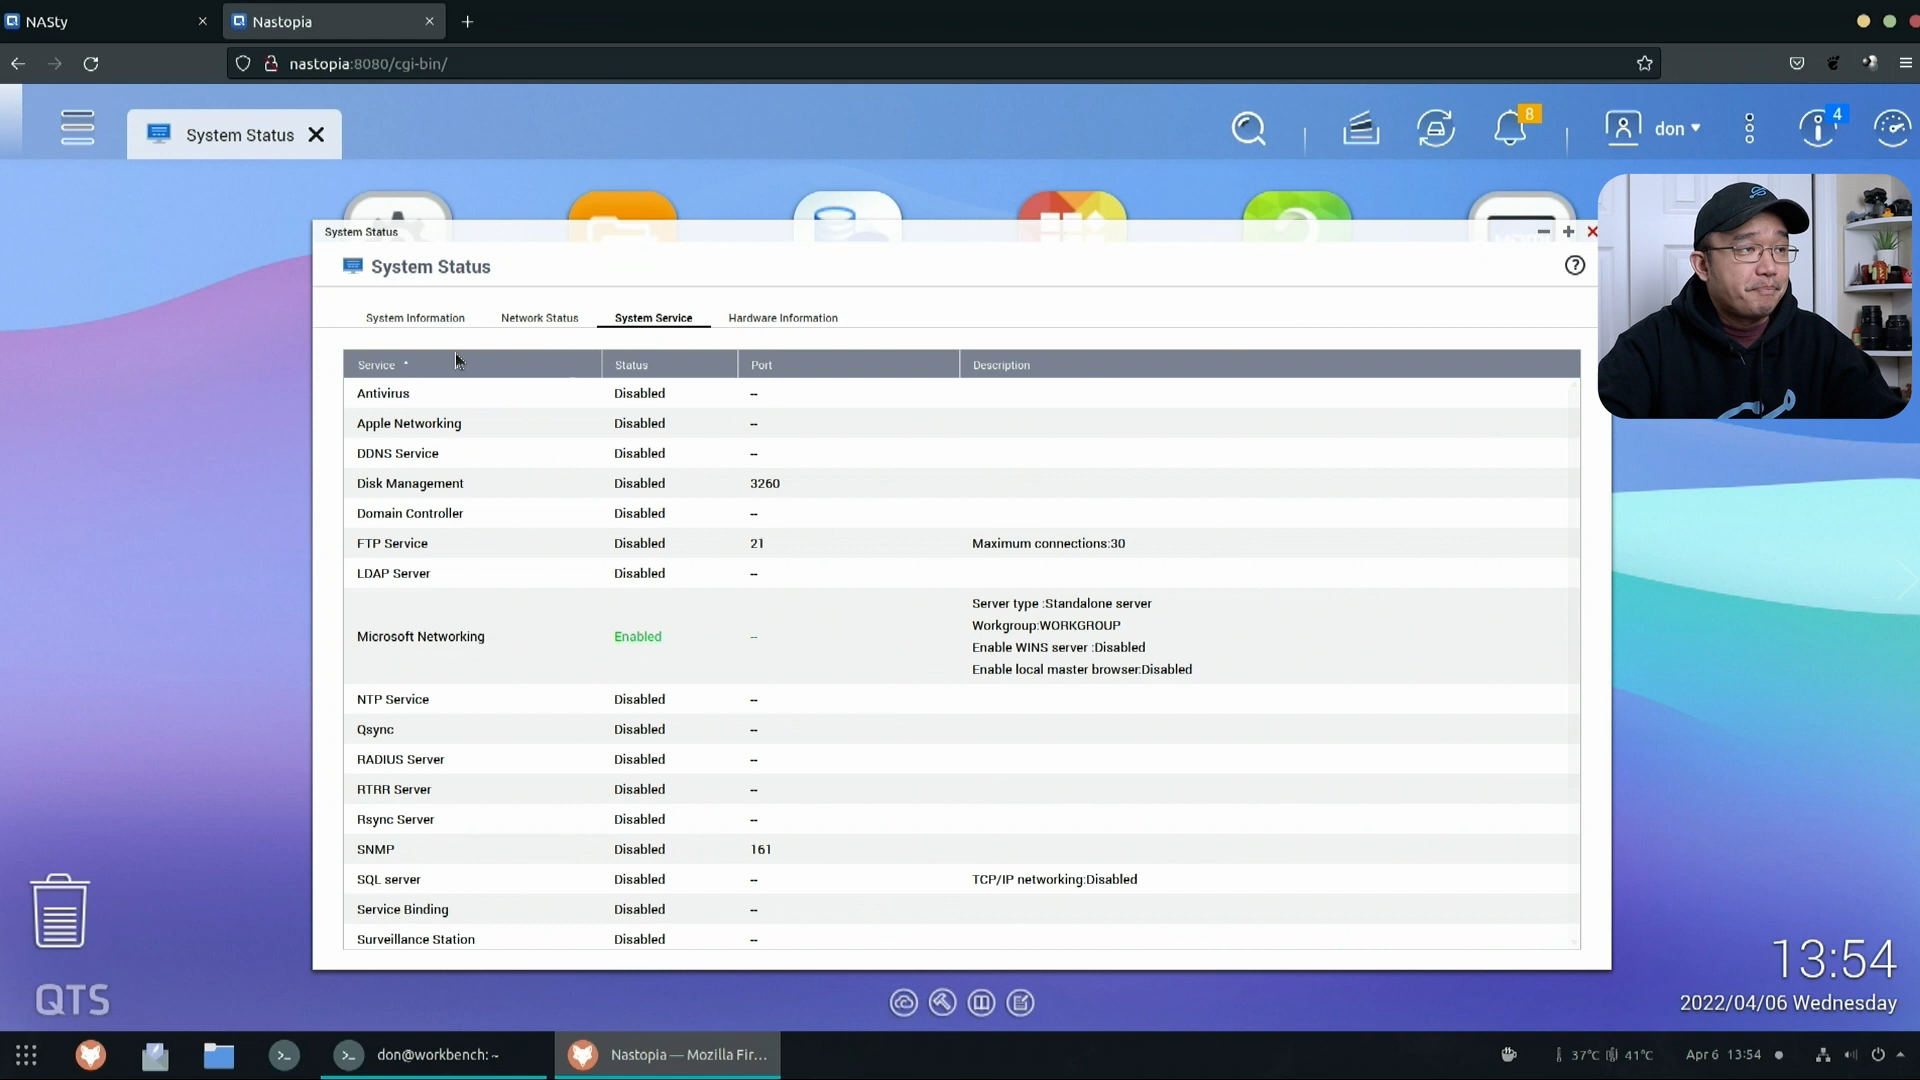 NASty
Nastopia
nastopia:8080/cgi-bin/
System Status
8
don
4
System Status
System Status
System Information Network Status System Service Hardware Information
Service Status Port Description
Antivirus Disabled --
Apple Networking Disabled --
DDNS Service Disabled --
Disk Management Disabled 3260
Domain Controller Disabled --
FTP Service Disabled 21 Maximum connections:30
LDAP Server Disabled --
Server type :Standalone server
Workgroup:WORKGROUP
Microsoft Networking Enabled --
Enable WINS server :Disabled
Enable local master browser:Disabled
NTP Service Disabled --
Qsync Disabled --
RADIUS Server Disabled --
RTRR Server Disabled --
Rsync Server Disabled --
SNMP Disabled 161
SQL server Disabled -- TCP/IP networking:Disabled
Service Binding Disabled --
Surveillance Station Disabled --
13:54
2022/04/06 Wednesday
QTS
don@workbench: ~
Nastopia — Mozilla Fir...
37°C 41°C
Apr 6 13:54